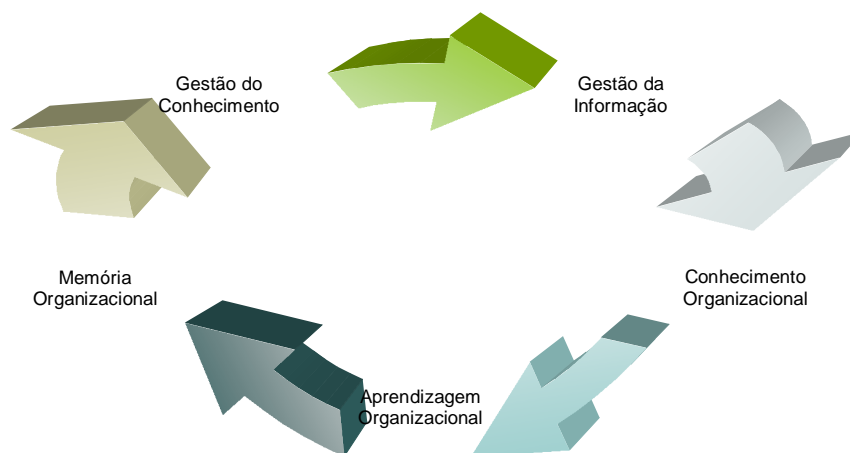 Gestão do
Conhecimento
Gestão da
Informação
Conhecimento
Organizacional
Aprendizagem
Organizacional
Memória
Organizacional